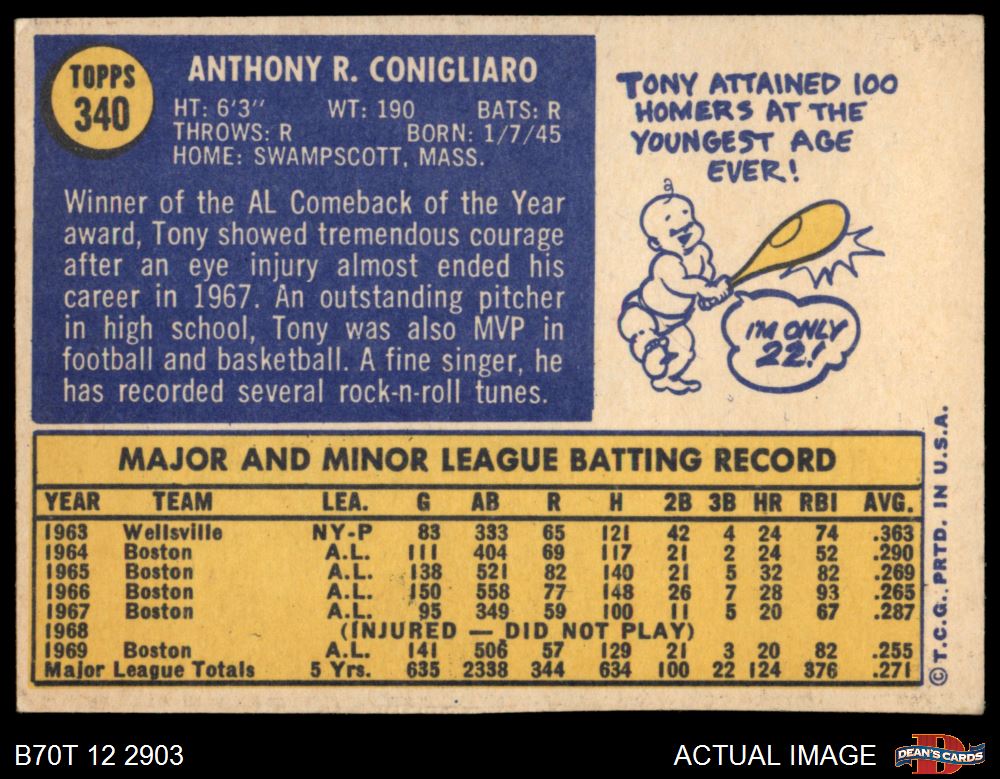 TOPPS
340
ANTHONY R. CONIGLIARO
HT: 6'3" WT: 190 BATS: R
THROWS: R BORN: 1/7/45
HOME: SWAMPSCOTT, MASS.
Winner of the AL Comeback of the Year
award, Tony showed tremendous courage
after an eye injury almost ended his
career in 1967. An outstanding pitcher
in high school, Tony was also MVP in
football and basketball. A fine singer, he
has recorded several rock-n-roll tunes.
TONY ATTAINED 100
HOMERS AT THE
YOUNGEST AGE
EVER!
I'M ONLY
22!
MAJOR AND MINOR LEAGUE BATTING RECORD
YEAR TEAM LEA. G AB R H 2B 3B HR RBI AVG.
1963 Wellsville NY-P 83 333 65 121 42 4 24 74 .363
1964 Boston A.L. 111 404 69 117 21 2 24 52 .290
1965 Boston A.L. 138 521 82 140 21 5 32 82 .269
1966 Boston A.L. 150 558 77 148 26 7 28 93 .265
1967 Boston A.L. 95 349 59 100 11 5 20 67 .287
1968 (INJURED — DID NOT PLAY)
1969 Boston A.L. 141 506 57 129 21 3 20 82 .255
Major League Totals 5 Yrs. 635 2338 344 634 100 22 124 376 .271
© T.C.G. PRTD. IN U.S.A.
B70T 12 2903
ACTUAL IMAGE
D
DEAN'S CARDS